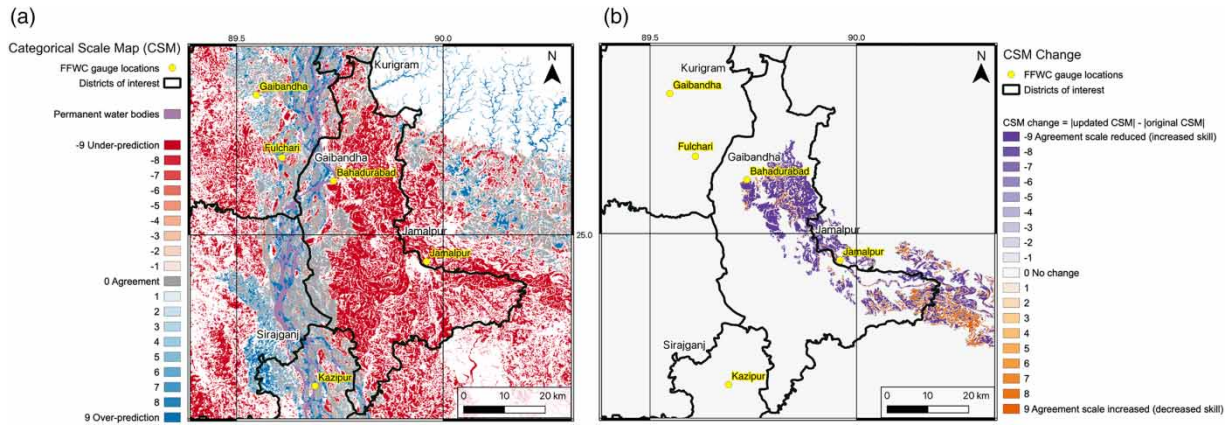 (a)
Categorical Scale Map (CSM)
FFWC gauge locations
Districts of interest
Permanent water bodies
-9 Under-prediction
-8
-7
-6
-5
-4
-3
-2
-1
0 Agreement
1
2
3
4
5
6
7
8
9 Over-prediction
89.5
90.0
N
Kurigram
Gaibandha
Fulchari
Gaibandha
Bahadurabad
Jamalpur
25.0
Jamalpur
Sirajganj
Kazipur
0 10 20 km
(b)
89.5
90.0
N
Kurigram
Gaibandha
Fulchari
Gaibandha
Bahadurabad
Jamalpur
Jamalpur
Sirajganj
Kazipur
0 10 20 km
CSM Change
FFWC gauge locations
Districts of interest
CSM change = |updated CSM| - |original CSM|
-9 Agreement scale reduced (increased skill)
-8
-7
-6
-5
-4
-3
-2
-1
0 No change
1
2
3
4
5
6
7
8
9 Agreement scale increased (decreased skill)